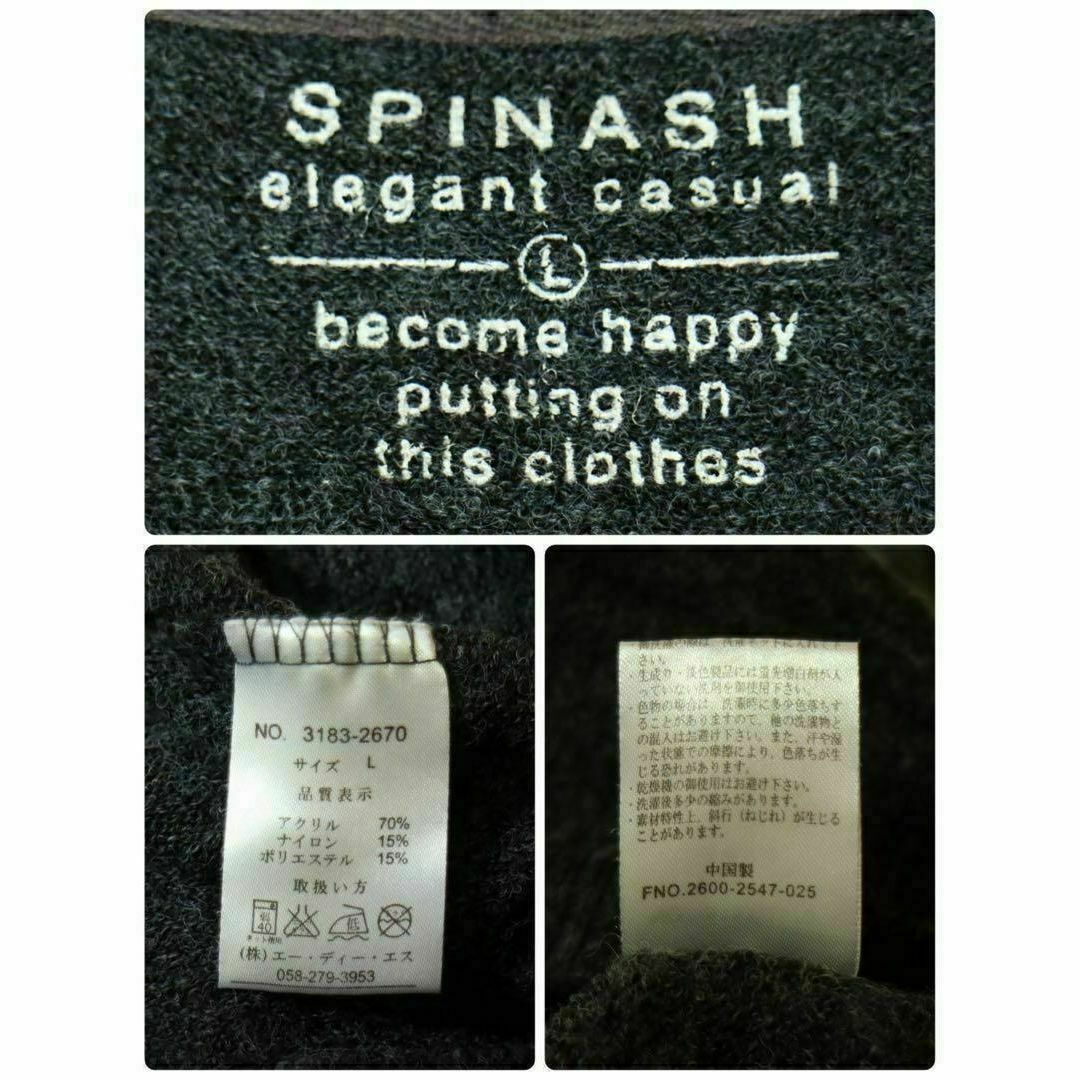 SPINASH
elegant casual
L
become happy
putting on
this clothes
NO. 3183-2670
サイズ L
品質表示
アクリル 70%
ナイロン 15%
ポリエステル 15%
取扱い方
弱
40
低
ネット使用
(株)エー・ディー・エス
058-279-3953
さい。
・生成り・淡色製品には蛍光増白剤が入
っていない洗剤を御使用下さい。
・色物の場合は、洗濯時に多少色落ちす
ることがありますので、他の洗濯物と
の混入はお避け下さい。また、汗や湿
った状態での摩擦により、色落ちが生
じる恐れがあります。
・乾燥機の御使用はお避け下さい。
・洗濯後多少の縮みがあります。
・素材特性上、斜行(ねじれ)が生じる
ことがあります。
中国製
FNO.2600-2547-025